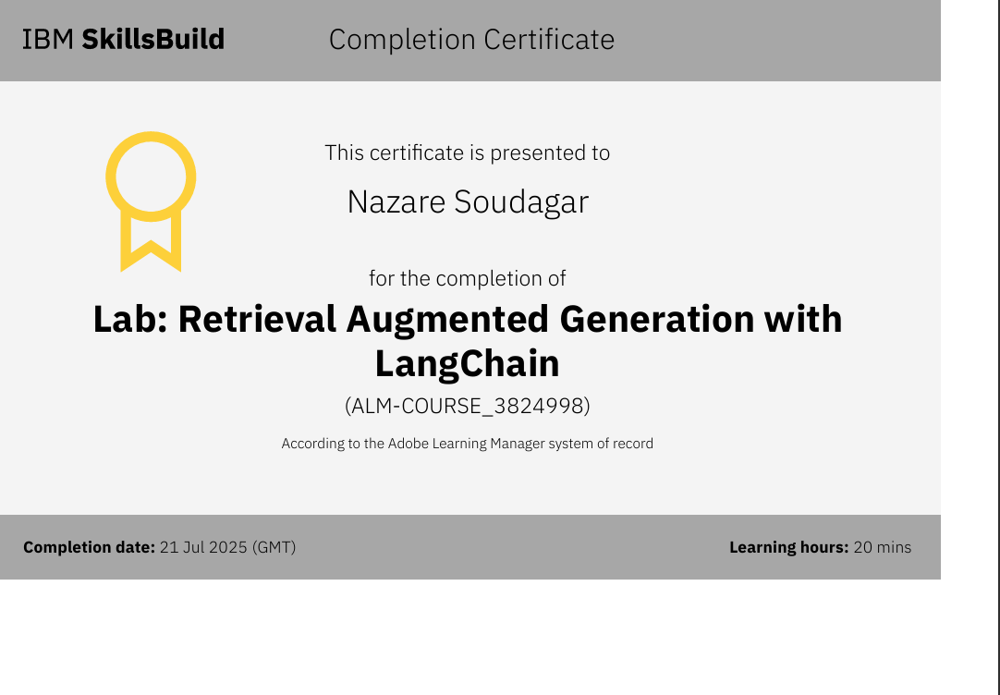 IBM SkillsBuild
Completion Certificate
This certificate is presented to
Nazare Soudagar
for the completion of
Lab: Retrieval Augmented Generation with
LangChain
(ALM-COURSE_3824998)
According to the Adobe Learning Manager system of record
Completion date: 21 Jul 2025 (GMT)
Learning hours: 20 mins